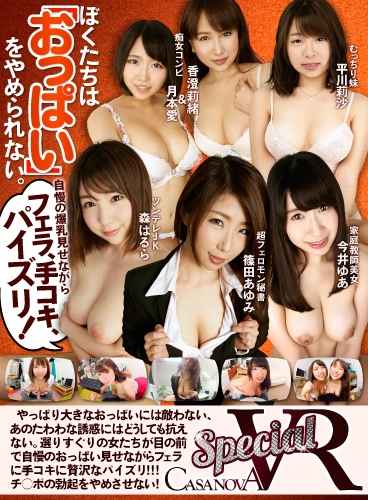 ぼくたちは
「おっぱい」
をやめられない。
自慢の爆乳見せながら
フェラ、手コキ、
パイズリ！
痴女コンビ
香澄莉緒
&
月本愛
むっちり妹
平川莉沙
ツンデレJK
森はるら
超フェロモン秘書
篠田あゆみ
家庭教師美女
今井ゆあ
やっぱり大きなおっぱいには敵わない、
あのたわわな誘惑にはどうしても抗え
ない。選りすぐりの女たちが目の前
で自慢のおっぱい見せながらフェラ
に手コキに贅沢なパイズリ!!!
チ○ポの勃起をやめさせない！
Special
CASANOVA
VR